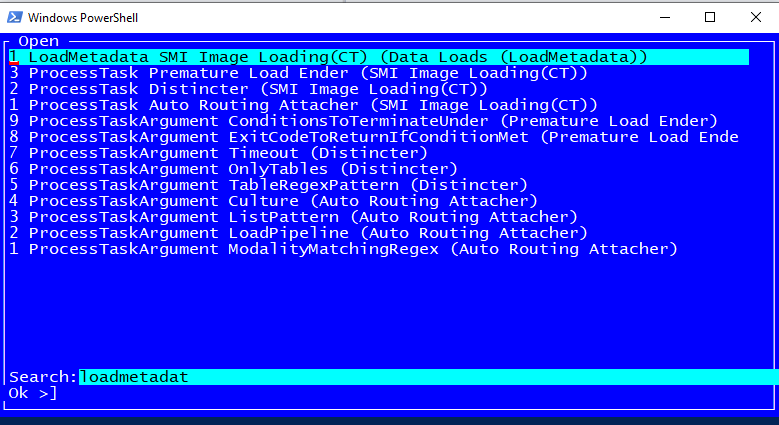 Windows PowerShell
Open
1 LoadMetadata SMI Image Loading(CT) (Data Loads (LoadMetadata))
3 ProcessTask Premature Load Ender (SMI Image Loading(CT))
2 ProcessTask Distincter (SMI Image Loading(CT))
1 ProcessTask Auto Routing Attacher (SMI Image Loading(CT))
9 ProcessTaskArgument ConditionsToTerminateUnder (Premature Load Ender)
8 ProcessTaskArgument ExitCodeToReturnIfConditionMet (Premature Load Ende
7 ProcessTaskArgument Timeout (Distincter)
6 ProcessTaskArgument OnlyTables (Distincter)
5 ProcessTaskArgument TableRegexPattern (Distincter)
4 ProcessTaskArgument Culture (Auto Routing Attacher)
3 ProcessTaskArgument ListPattern (Auto Routing Attacher)
2 ProcessTaskArgument LoadPipeline (Auto Routing Attacher)
1 ProcessTaskArgument ModalityMatchingRegex (Auto Routing Attacher)
Search:loadmetadat
Ok >]